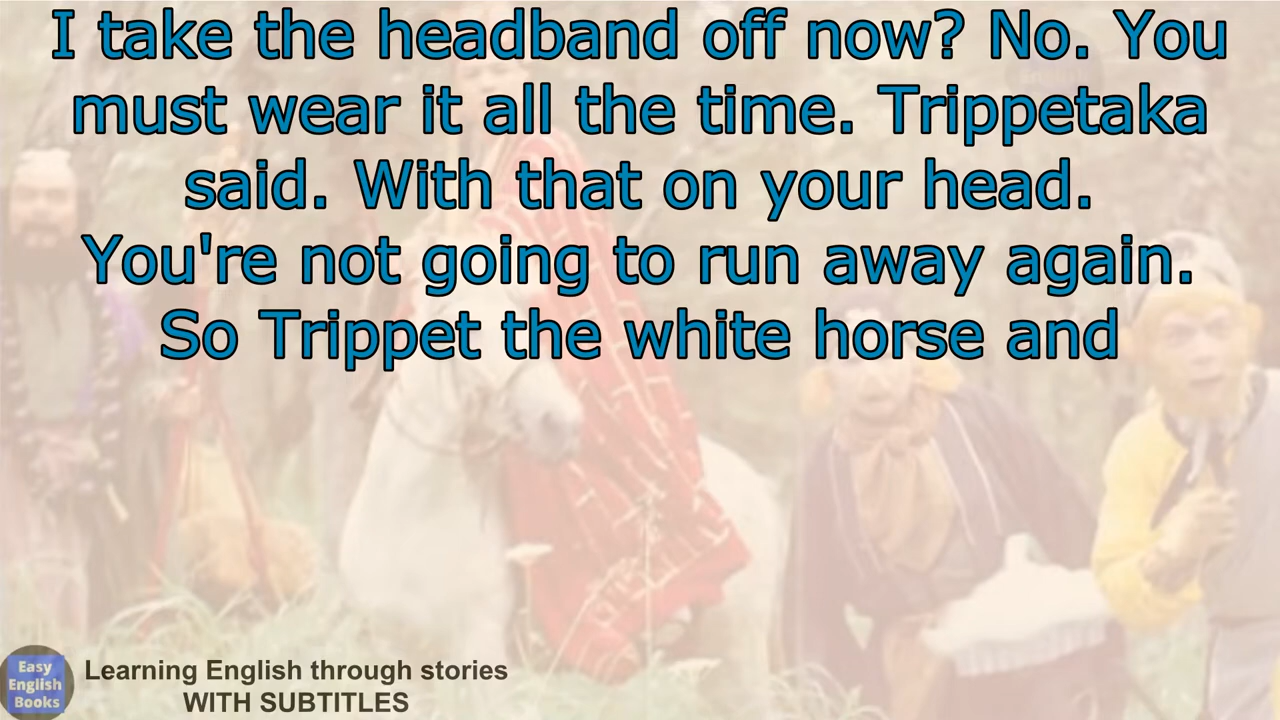 I take the headband off now? No. You
must wear it all the time. Trippetaka
said. With that on your head.
You're not going to run away again.
So Trippet the white horse and
Easy
English
Books
Learning English through stories
WITH SUBTITLES